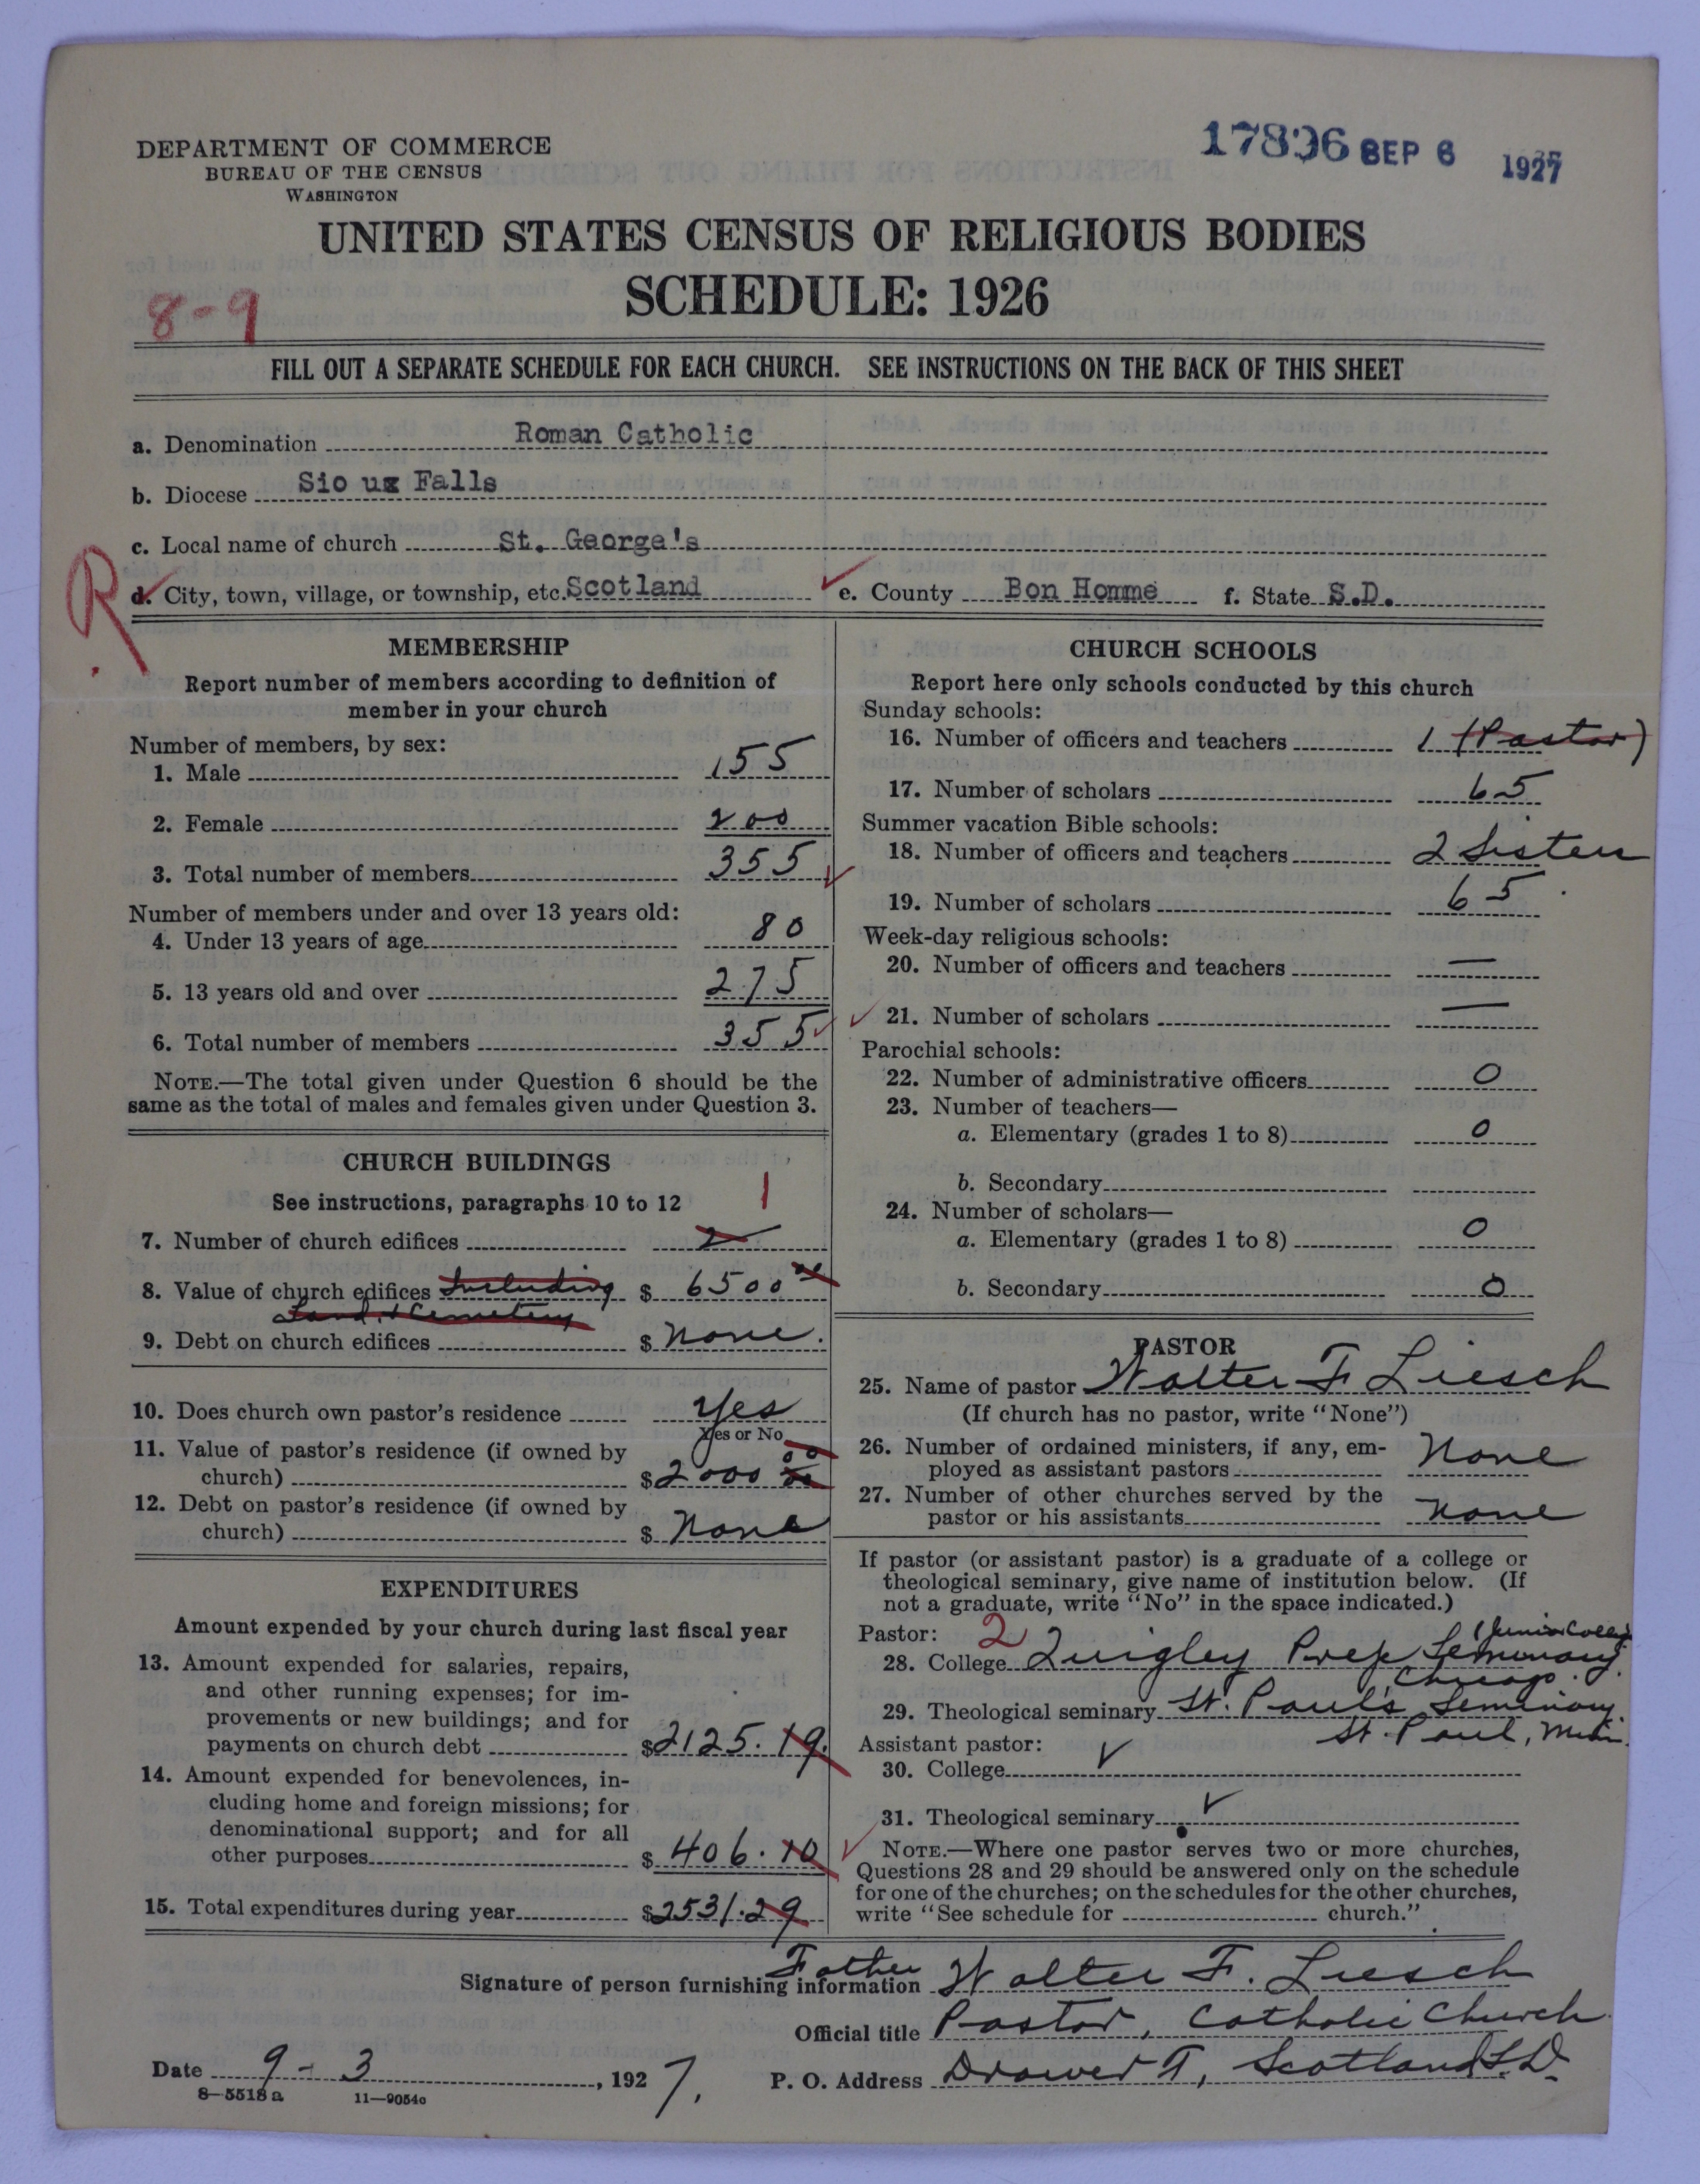 17896 SEP 6 1927
DEPARTMENT OF COMMERCE
BUREAU OF THE CENSUS
WASHINGTON
UNITED STATES CENSUS OF RELIGIOUS BODIES
SCHEDULE: 1926
8-9
FILL OUT A SEPARATE SCHEDULE FOR EACH CHURCH. SEE INSTRUCTIONS ON THE BACK OF THIS SHEET
a. Denomination Roman Catholic
b. Diocese Sioux Falls
c. Local name of church St. George's
R
d. City, town, village, or township, etc. Scotland e. County Bon Homme f. State S.D.
MEMBERSHIP
Report number of members according to definition of
member in your church
Number of members, by sex:
1. Male 155
2. Female 200
3. Total number of members 355
Number of members under and over 13 years old:
4. Under 13 years of age 80
5. 13 years old and over 275
6. Total number of members 355
NOTE.—The total given under Question 6 should be the
same as the total of males and females given under Question 3.
CHURCH BUILDINGS
See instructions, paragraphs 10 to 12 1
7. Number of church edifices 2
8. Value of church edifices Including $ 6500 00
Land & Cemetery
9. Debt on church edifices $ None.
10. Does church own pastor's residence Yes
Yes or No
11. Value of pastor's residence (if owned by
church) $ 2000 00
12. Debt on pastor's residence (if owned by
church) $ None
EXPENDITURES
Amount expended by your church during last fiscal year
13. Amount expended for salaries, repairs,
and other running expenses; for im-
provements or new buildings; and for
payments on church debt $ 2125.19.
14. Amount expended for benevolences, in-
cluding home and foreign missions; for
denominational support; and for all
other purposes $ 406.10
15. Total expenditures during year $ 2531.29
CHURCH SCHOOLS
Report here only schools conducted by this church
Sunday schools:
16. Number of officers and teachers 1 (Pastor)
17. Number of scholars 65
Summer vacation Bible schools:
18. Number of officers and teachers 2 Sisters
19. Number of scholars 65
Week-day religious schools:
20. Number of officers and teachers —
21. Number of scholars —
Parochial schools:
22. Number of administrative officers 0
23. Number of teachers—
a. Elementary (grades 1 to 8) 0
b. Secondary
24. Number of scholars—
a. Elementary (grades 1 to 8) 0
b. Secondary 0
PASTOR
25. Name of pastor Walter F Liesch
(If church has no pastor, write "None")
26. Number of ordained ministers, if any, em-
ployed as assistant pastors None
27. Number of other churches served by the
pastor or his assistants None
If pastor (or assistant pastor) is a graduate of a college or
theological seminary, give name of institution below. (If
not a graduate, write "No" in the space indicated.)
Pastor: 2 (Junior College)
28. College Quigley Prep Seminary
Chicago.
29. Theological seminary St. Paul's Seminary.
St. Paul, Minn.
Assistant pastor:
30. College
31. Theological seminary
NOTE.—Where one pastor serves two or more churches,
Questions 28 and 29 should be answered only on the schedule
for one of the churches; on the schedules for the other churches,
write "See schedule for church."
Signature of person furnishing information Father Walter F. Liesch
Official title Pastor, Catholic Church
Date 9-3, 1927. P. O. Address Drawer T, Scotland S.D.
8-5518a 11-9054c